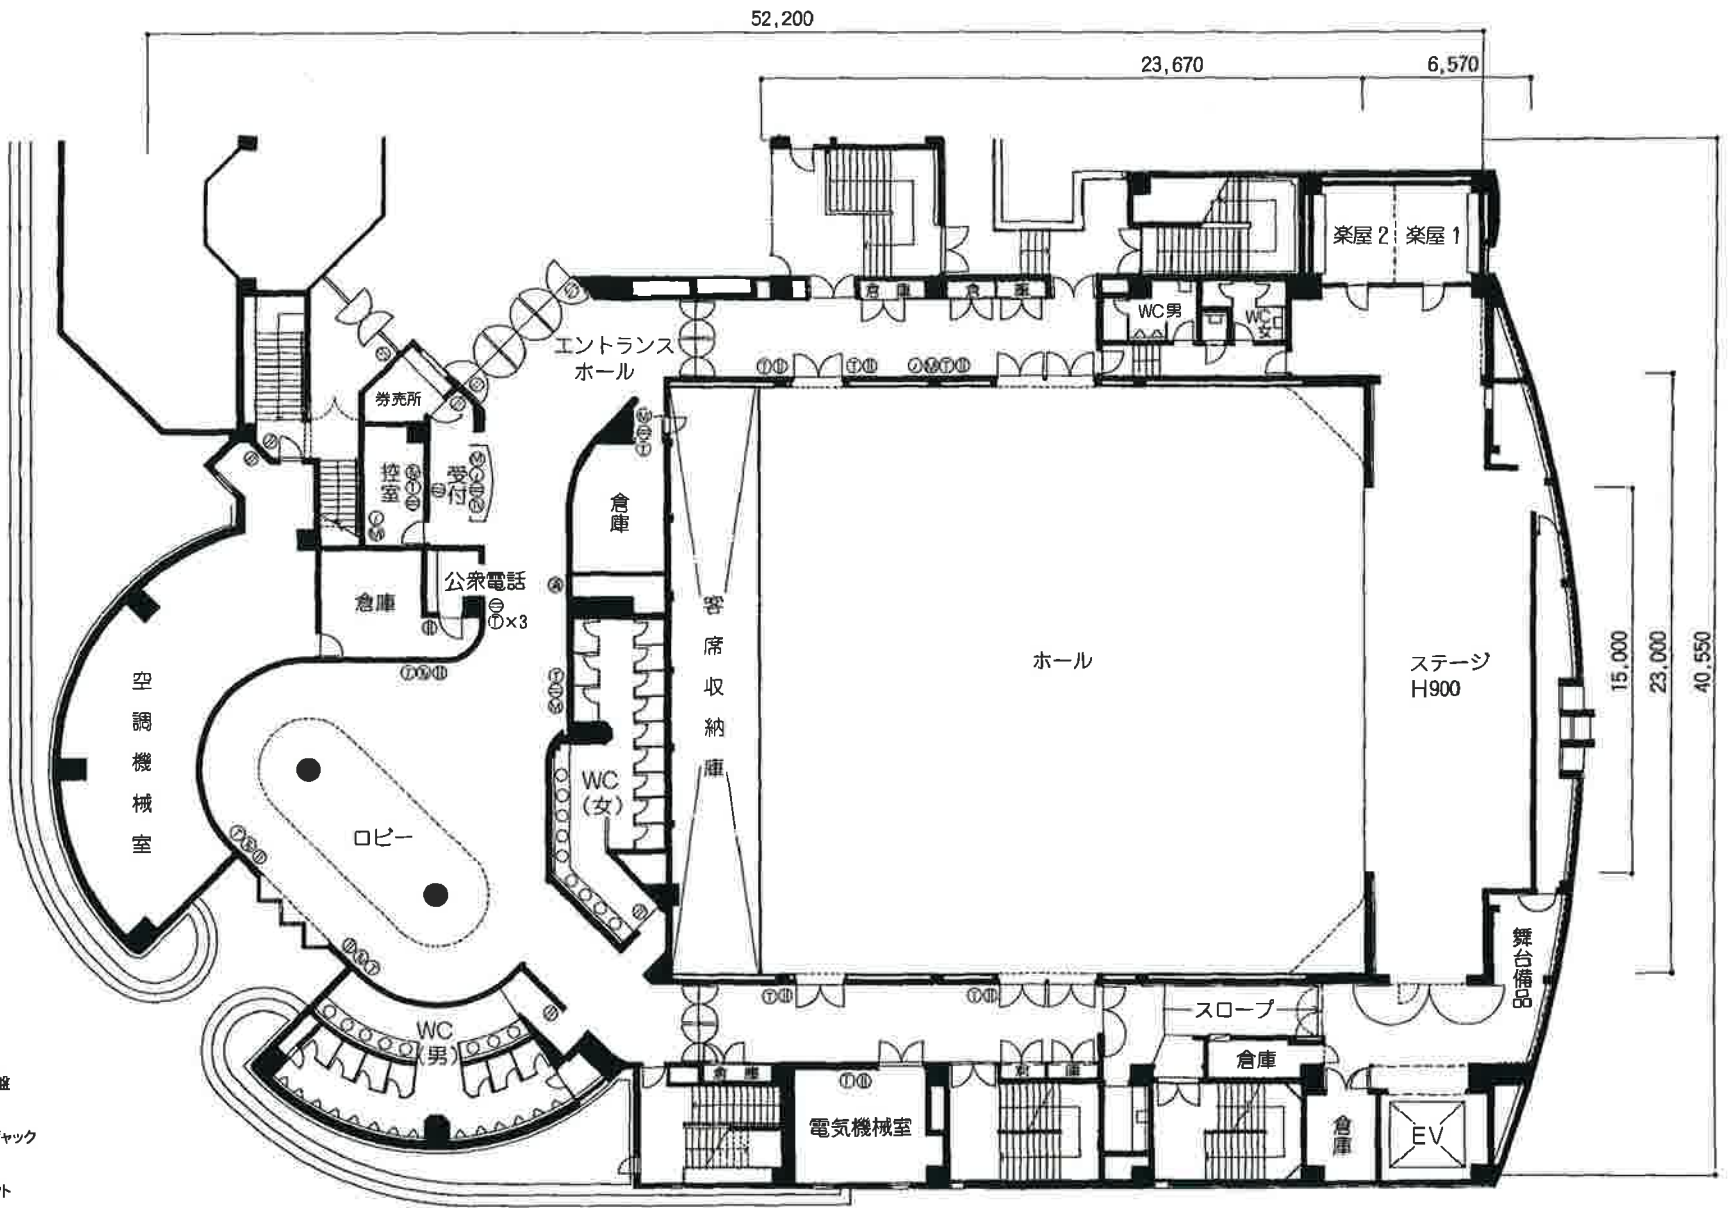 52,200
23,670
6,570
楽屋2
楽屋1
倉庫
倉庫
WC男
WC女
エントランス
ホール
券売所
控室
受付
倉庫
公衆電話
Ⓣ×3
倉庫
客席収納庫
ホール
ステージ
H900
15,000
23,000
40,550
空調機械室
WC
(女)
ロビー
舞台備品
スロープ
WC
(男)
倉庫
倉庫
倉庫
電気機械室
倉庫
EV
盤
ャック
ト